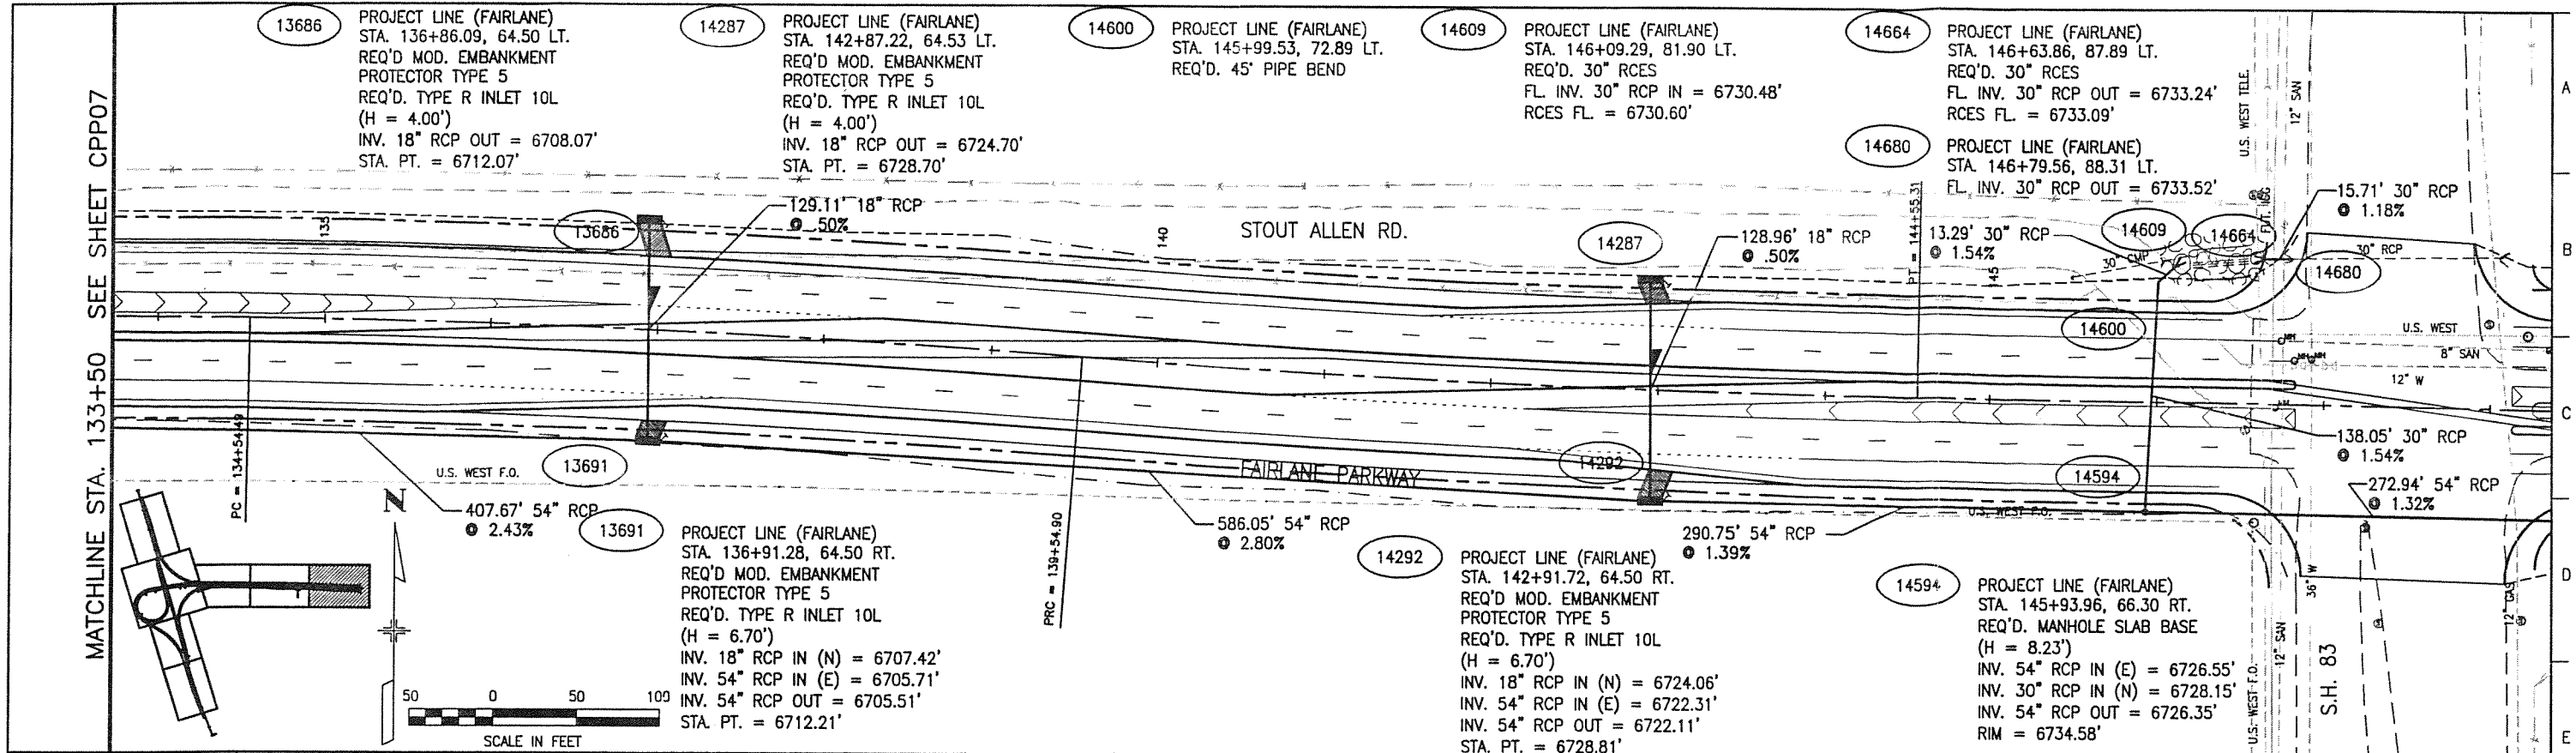 MATCHLINE STA. 133+50 SEE SHEET CPP07
13686
PROJECT LINE (FAIRLANE)
STA. 136+86.09, 64.50 LT.
REQ'D MOD. EMBANKMENT
PROTECTOR TYPE 5
REQ'D. TYPE R INLET 10L
(H = 4.00')
INV. 18" RCP OUT = 6708.07'
STA. PT. = 6712.07'
14287
PROJECT LINE (FAIRLANE)
STA. 142+87.22, 64.53 LT.
REQ'D MOD. EMBANKMENT
PROTECTOR TYPE 5
REQ'D. TYPE R INLET 10L
(H = 4.00')
INV. 18" RCP OUT = 6724.70'
STA. PT. = 6728.70'
14600
PROJECT LINE (FAIRLANE)
STA. 145+99.53, 72.89 LT.
REQ'D. 45° PIPE BEND
14609
PROJECT LINE (FAIRLANE)
STA. 146+09.29, 81.90 LT.
REQ'D. 30" RCES
FL. INV. 30" RCP IN = 6730.48'
RCES FL. = 6730.60'
14664
PROJECT LINE (FAIRLANE)
STA. 146+63.86, 87.89 LT.
REQ'D. 30" RCES
FL. INV. 30" RCP OUT = 6733.24'
RCES FL. = 6733.09'
14680
PROJECT LINE (FAIRLANE)
STA. 146+79.56, 88.31 LT.
FL. INV. 30" RCP OUT = 6733.52'
U.S. WEST TELE.
12" SAN
A
B
C
D
E
135
13686
129.11' 18" RCP
@ .50%
140
STOUT ALLEN RD.
14287
128.96' 18" RCP
@ .50%
PT = 144+55.31
13.29' 30" RCP
@ 1.54%
45
30" CMP
14609
14664
15.71' 30" RCP
@ 1.18%
30" RCP
14680
14600
U.S. WEST
8" SAN
12" W
MH
MH
MH
PC = 134+54.49
U.S. WEST F.O.
13691
407.67' 54" RCP
@ 2.43%
PRC = 139+54.90
FAIRLANE PARKWAY
586.05' 54" RCP
@ 2.80%
14292
290.75' 54" RCP
@ 1.39%
14594
U.S. WEST F.O.
138.05' 30" RCP
@ 1.54%
272.94' 54" RCP
@ 1.32%
N
50 0 50 100
SCALE IN FEET
13691
PROJECT LINE (FAIRLANE)
STA. 136+91.28, 64.50 RT.
REQ'D MOD. EMBANKMENT
PROTECTOR TYPE 5
REQ'D. TYPE R INLET 10L
(H = 6.70')
INV. 18" RCP IN (N) = 6707.42'
INV. 54" RCP IN (E) = 6705.71'
INV. 54" RCP OUT = 6705.51'
STA. PT. = 6712.21'
14292
PROJECT LINE (FAIRLANE)
STA. 142+91.72, 64.50 RT.
REQ'D MOD. EMBANKMENT
PROTECTOR TYPE 5
REQ'D. TYPE R INLET 10L
(H = 6.70')
INV. 18" RCP IN (N) = 6724.06'
INV. 54" RCP IN (E) = 6722.31'
INV. 54" RCP OUT = 6722.11'
STA. PT. = 6728.81'
14594
PROJECT LINE (FAIRLANE)
STA. 145+93.96, 66.30 RT.
REQ'D. MANHOLE SLAB BASE
(H = 8.23')
INV. 54" RCP IN (E) = 6726.55'
INV. 30" RCP IN (N) = 6728.15'
INV. 54" RCP OUT = 6726.35'
RIM = 6734.58'
U.S. WEST F.O.
12" SAN
36" W
S.H. 83
12" GAS